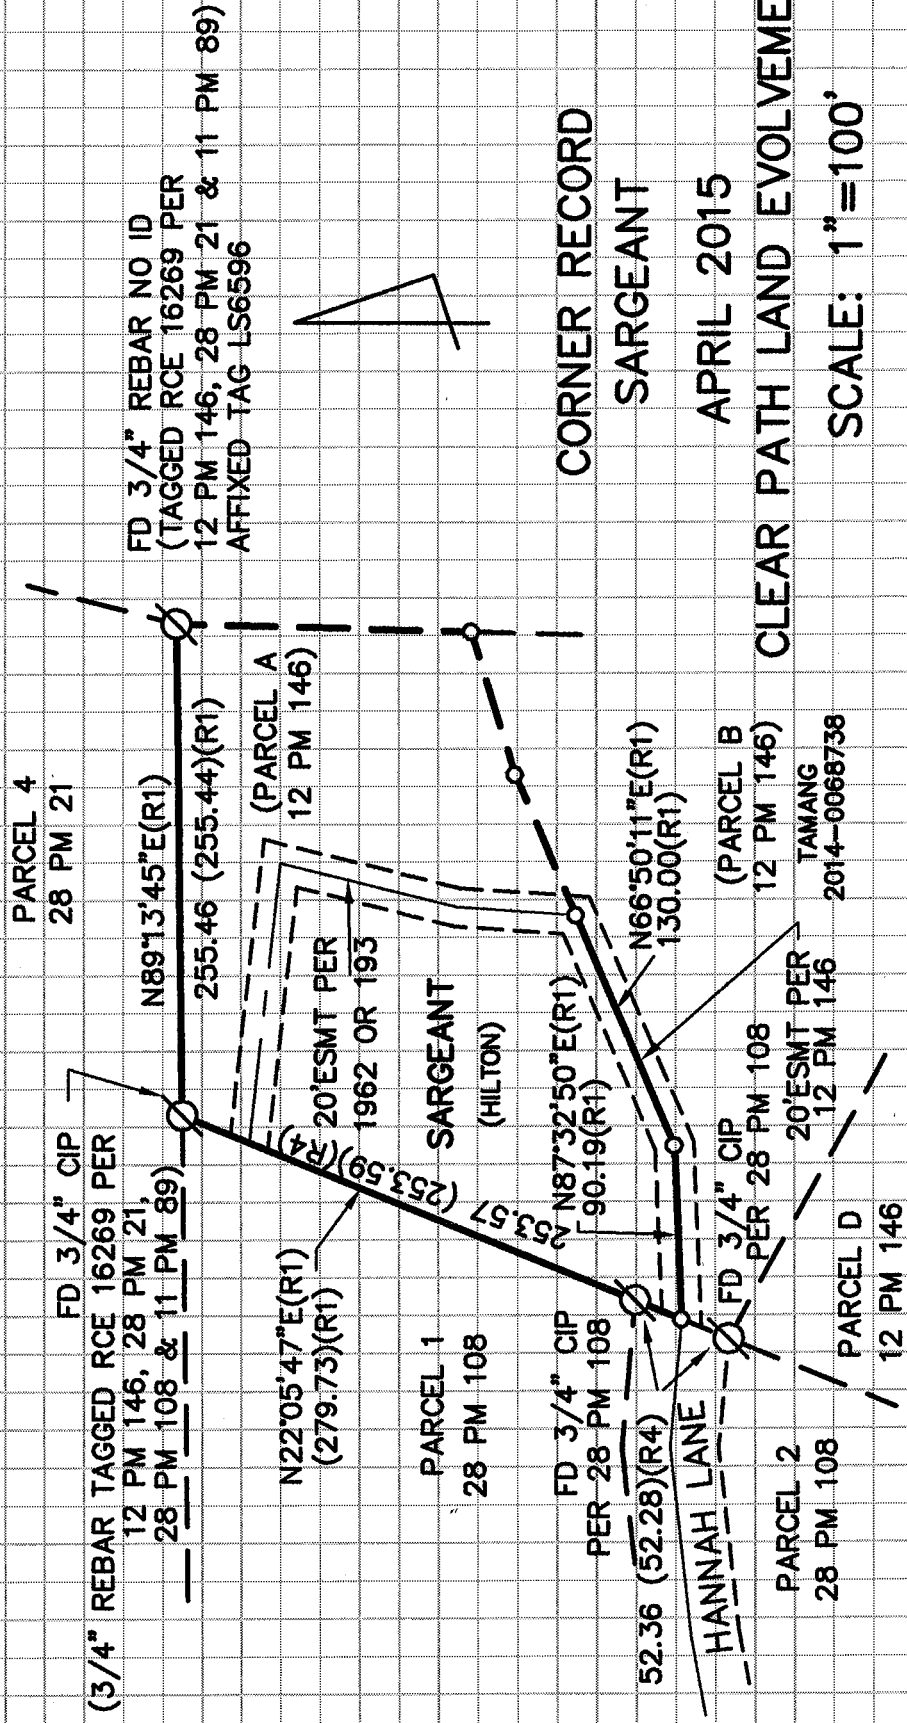 PARCEL 4
28 PM 21
FD 3/4" CIP
(3/4" REBAR TAGGED RCE 16269 PER
12 PM 146, 28 PM 21,
28 PM 108 & 11 PM 89)
N89°13'45"E(R1)
255.46 (255.44)(R1)
FD 3/4" REBAR NO ID
(TAGGED RCE 16269 PER
12 PM 146, 28 PM 21 & 11 PM 89)
AFFIXED TAG LS6596
(PARCEL A
12 PM 146)
N22°05'47"E(R1)
(279.73)(R1)
253.57 (253.59)(R4)
20'ESMT PER
1962 OR 193
SARGEANT
(HILTON)
PARCEL 1
28 PM 108
FD 3/4" CIP
PER 28 PM 108
N87°32'50"E(R1)
90.19(R1)
N66°50'11"E(R1)
130.00(R1)
(PARCEL B
12 PM 146)
TAMANG
2014-0068738
52.36 (52.28)(R4)
HANNAH LANE
FD 3/4" CIP
PER 28 PM 108
20'ESMT PER
12 PM 146
PARCEL 2
28 PM 108
PARCEL D
12 PM 146
CORNER RECORD
SARGEANT
APRIL 2015
CLEAR PATH LAND EVOLVEME
SCALE: 1"=100'